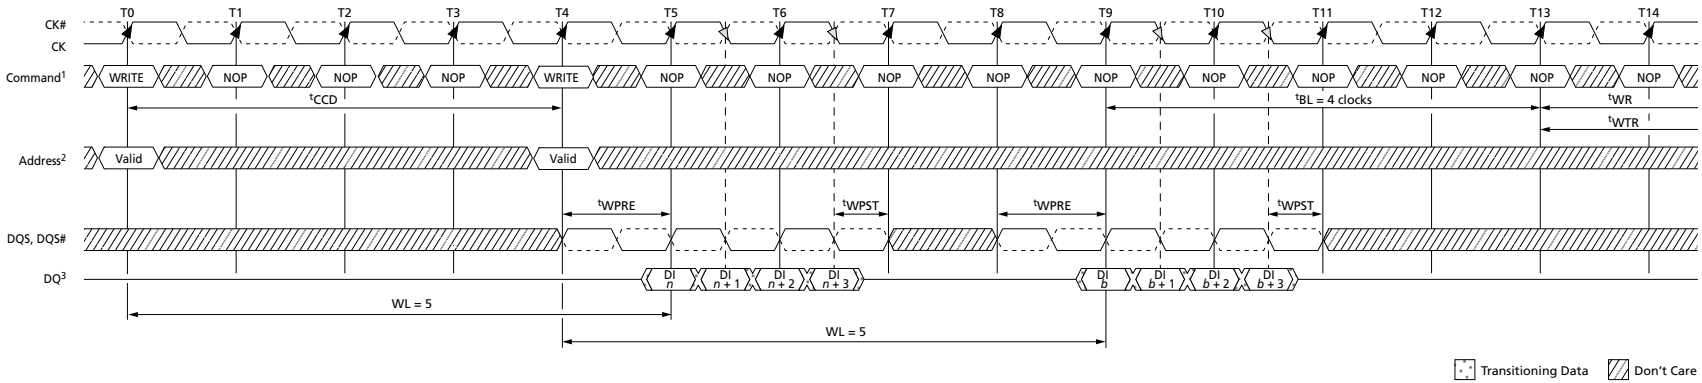 T0 T1 T2 T3 T4 T5 T6 T7 T8 T9 T10 T11 T12 T13 T14
CK#
CK
Command1 WRITE NOP NOP NOP WRITE NOP NOP NOP NOP NOP NOP NOP NOP NOP NOP
tCCD tBL = 4 clocks tWR
tWTR
Address2 Valid Valid
tWPRE tWPST tWPRE tWPST
DQS, DQS#
DQ3 DI n DI n + 1 DI n + 2 DI n + 3 DI b DI b + 1 DI b + 2 DI b + 3
WL = 5
WL = 5
Transitioning Data Don't Care